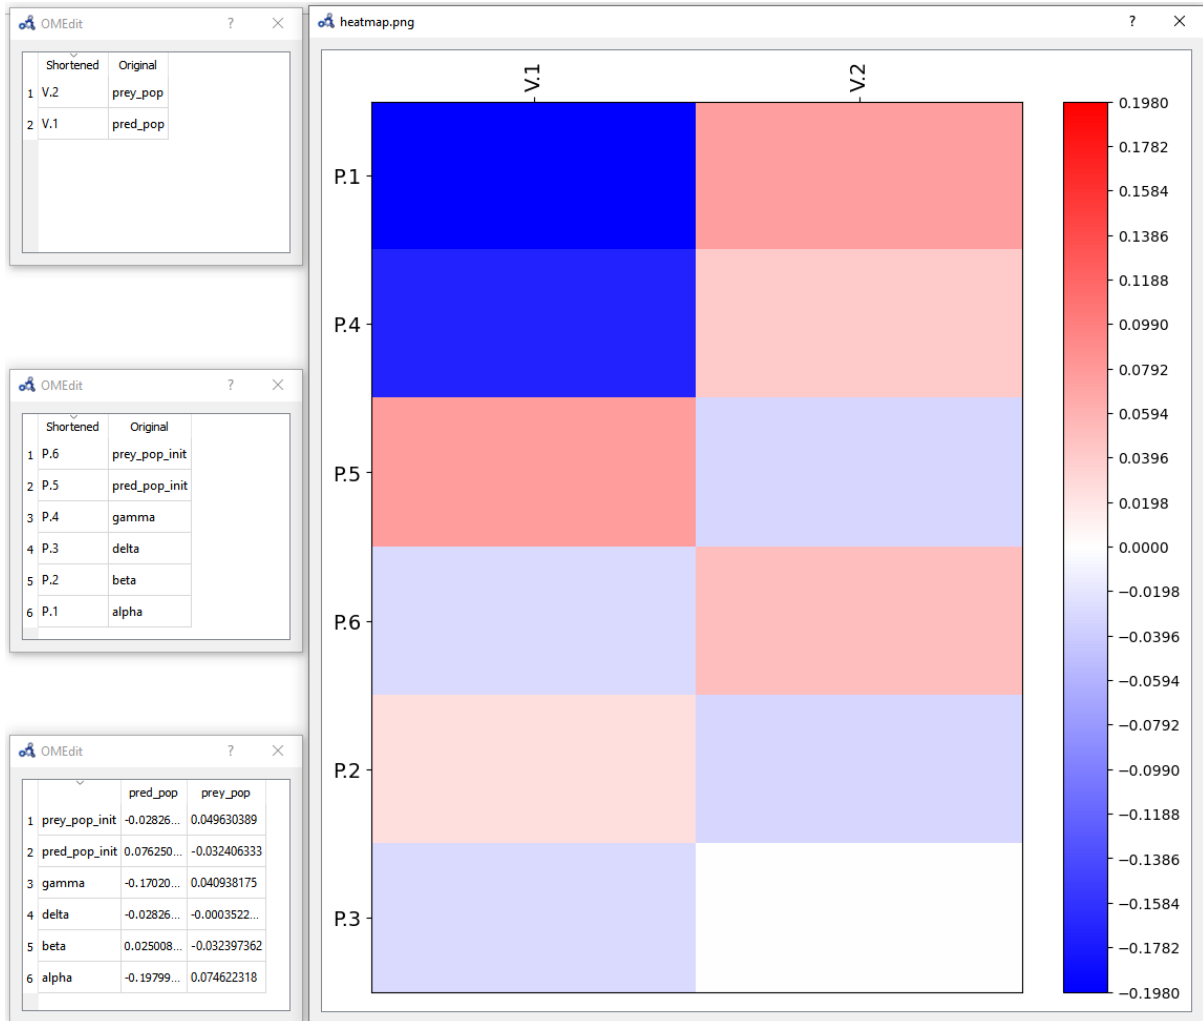 OMEdit ? ×
Shortened Original
1 V.2 prey_pop
2 V.1 pred_pop
OMEdit ? ×
Shortened Original
1 P.6 prey_pop_init
2 P.5 pred_pop_init
3 P.4 gamma
4 P.3 delta
5 P.2 beta
6 P.1 alpha
OMEdit ? ×
pred_pop prey_pop
1 prey_pop_init -0.02826... 0.049630389
2 pred_pop_init 0.076250... -0.032406333
3 gamma -0.17020... 0.040938175
4 delta -0.02826... -0.0003522...
5 beta 0.025008... -0.032397362
6 alpha -0.19799... 0.074622318
heatmap.png ? ×
V.1 V.2
P.1
P.4
P.5
P.6
P.2
P.3
0.1980
0.1782
0.1584
0.1386
0.1188
0.0990
0.0792
0.0594
0.0396
0.0198
0.0000
−0.0198
−0.0396
−0.0594
−0.0792
−0.0990
−0.1188
−0.1386
−0.1584
−0.1782
−0.1980